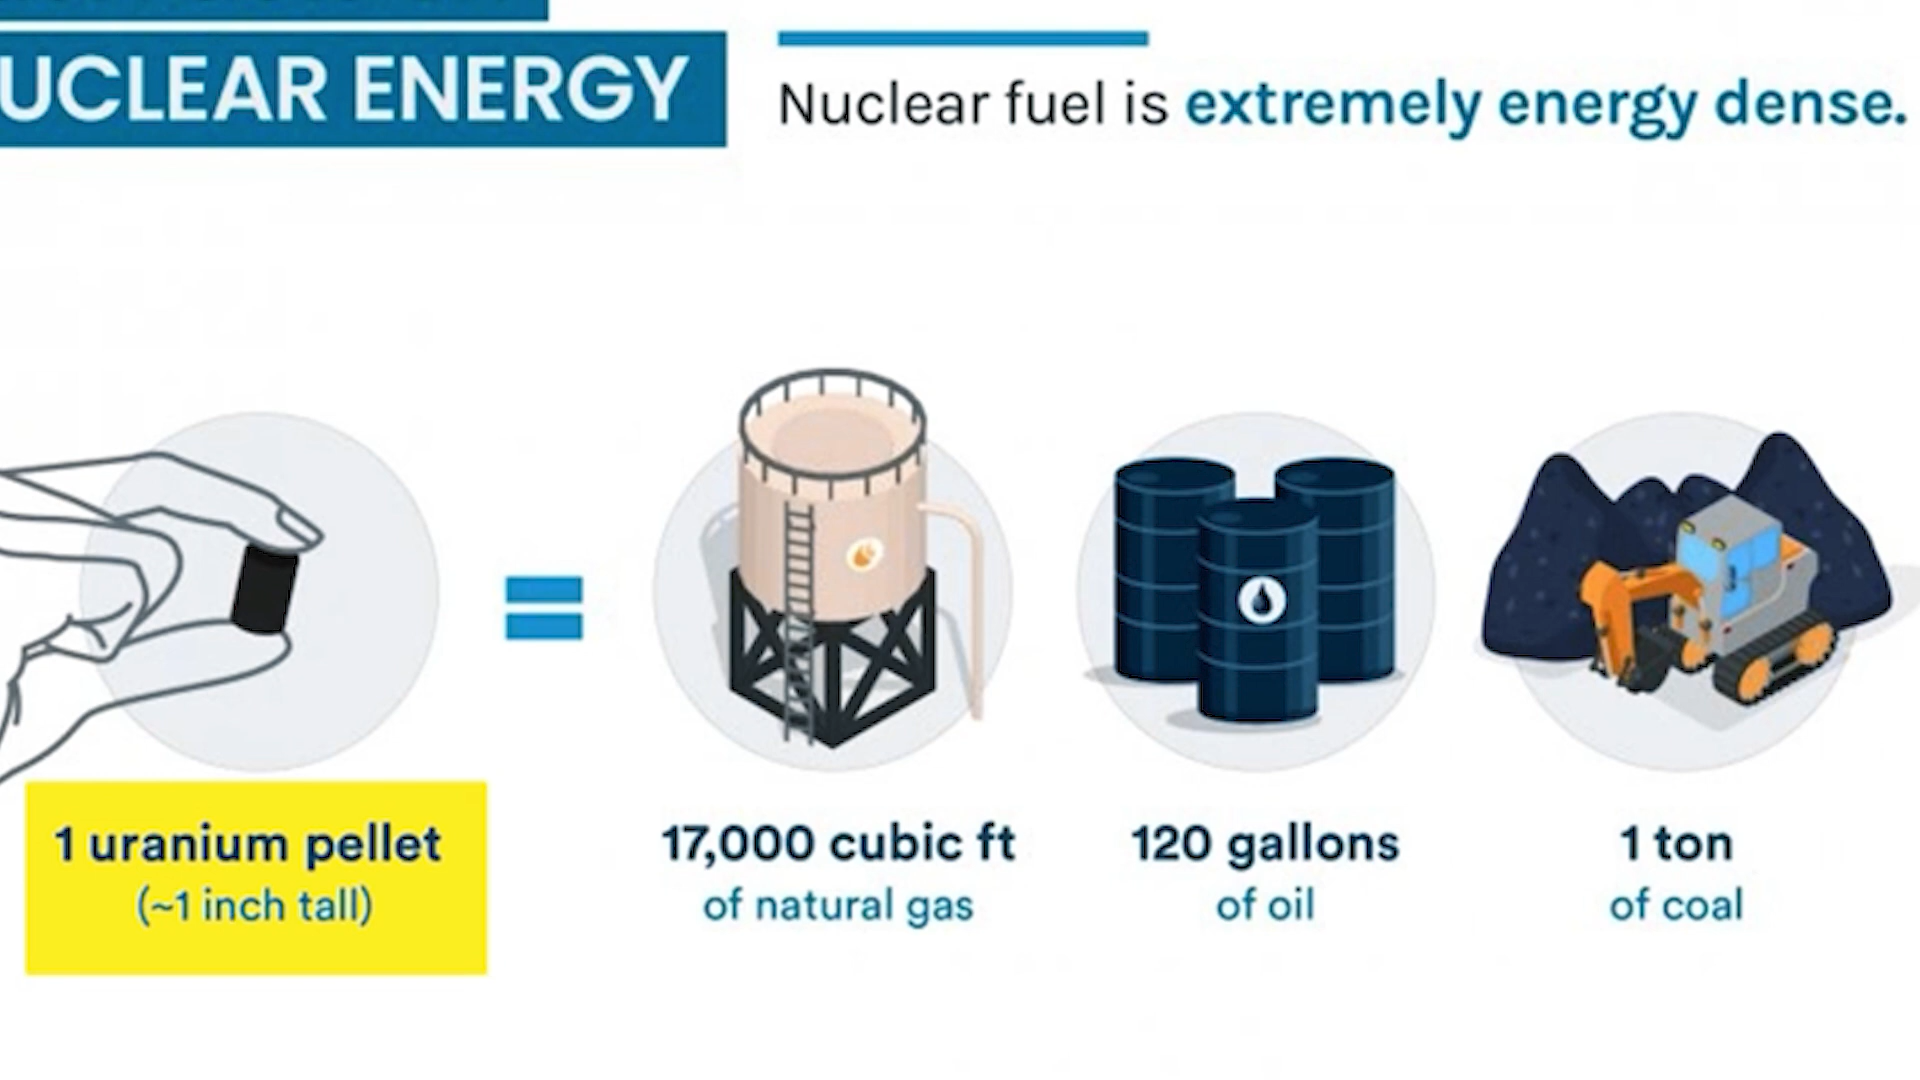 UCLEAR ENERGY
Nuclear fuel is extremely energy dense.
1 uranium pellet
(~1 inch tall)
17,000 cubic ft
of natural gas
120 gallons
of oil
1 ton
of coal